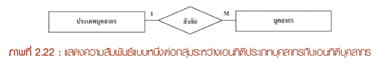 ประเภทบุคลากร 1 สังกัด M บุคลากร
ภาพที่ 2.22 : แสดงความสัมพันธ์แบบหนึ่งต่อกลุ่มระหว่างเอนทิตีประเภทบุคลากรกับเอนทิตีบุคลากร